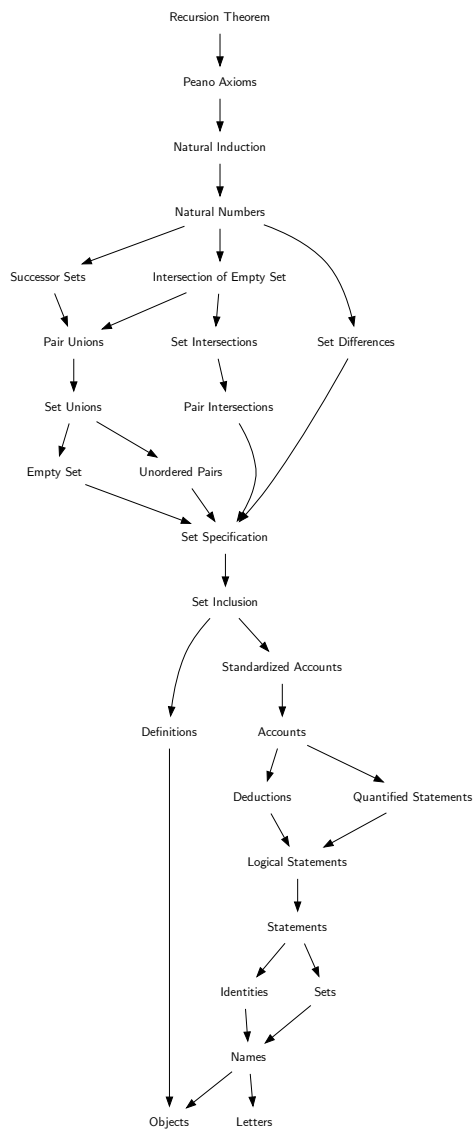 Recursion Theorem
Peano Axioms
Natural Induction
Natural Numbers
Successor Sets
Intersection of Empty Set
Pair Unions
Set Intersections
Set Differences
Set Unions
Pair Intersections
Empty Set
Unordered Pairs
Set Specification
Set Inclusion
Standardized Accounts
Definitions
Accounts
Deductions
Quantified Statements
Logical Statements
Statements
Identities
Sets
Names
Objects
Letters